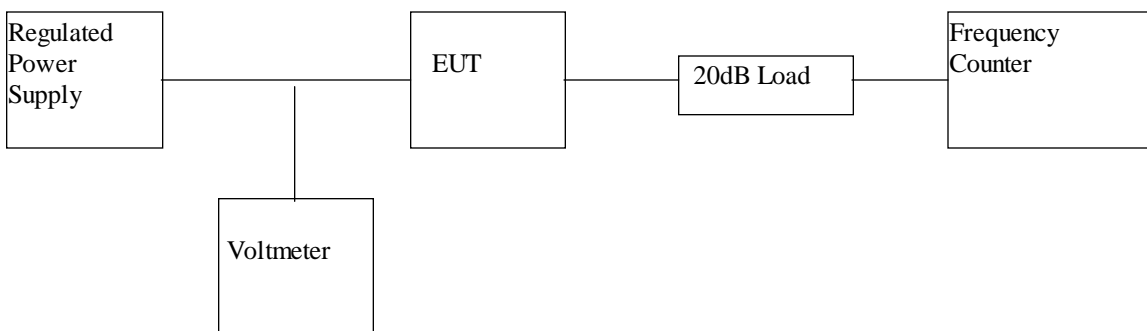 Regulated
Power
Supply
EUT
20dB Load
Frequency
Counter
Voltmeter